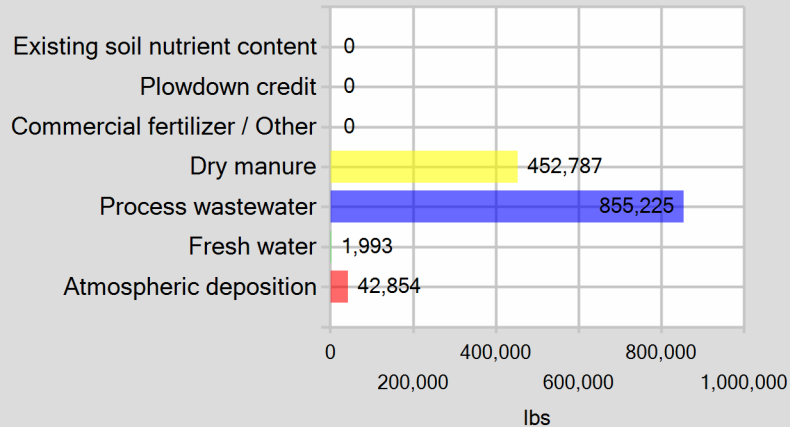 Existing soil nutrient content 0
Plowdown credit 0
Commercial fertilizer / Other 0
Dry manure 452,787
Process wastewater 855,225
Fresh water 1,993
Atmospheric deposition 42,854
0 400,000 800,000
200,000 600,000 1,000,000
lbs